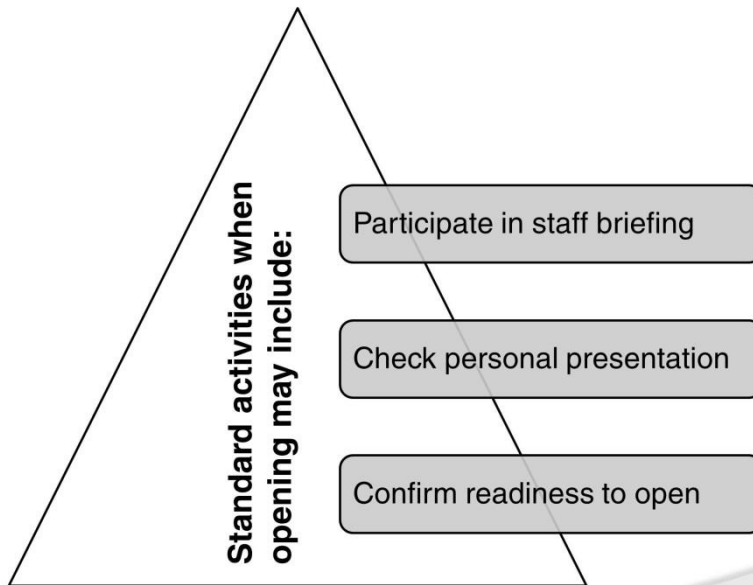 Standard activities when
opening may include:
Participate in staff briefing
Check personal presentation
Confirm readiness to open